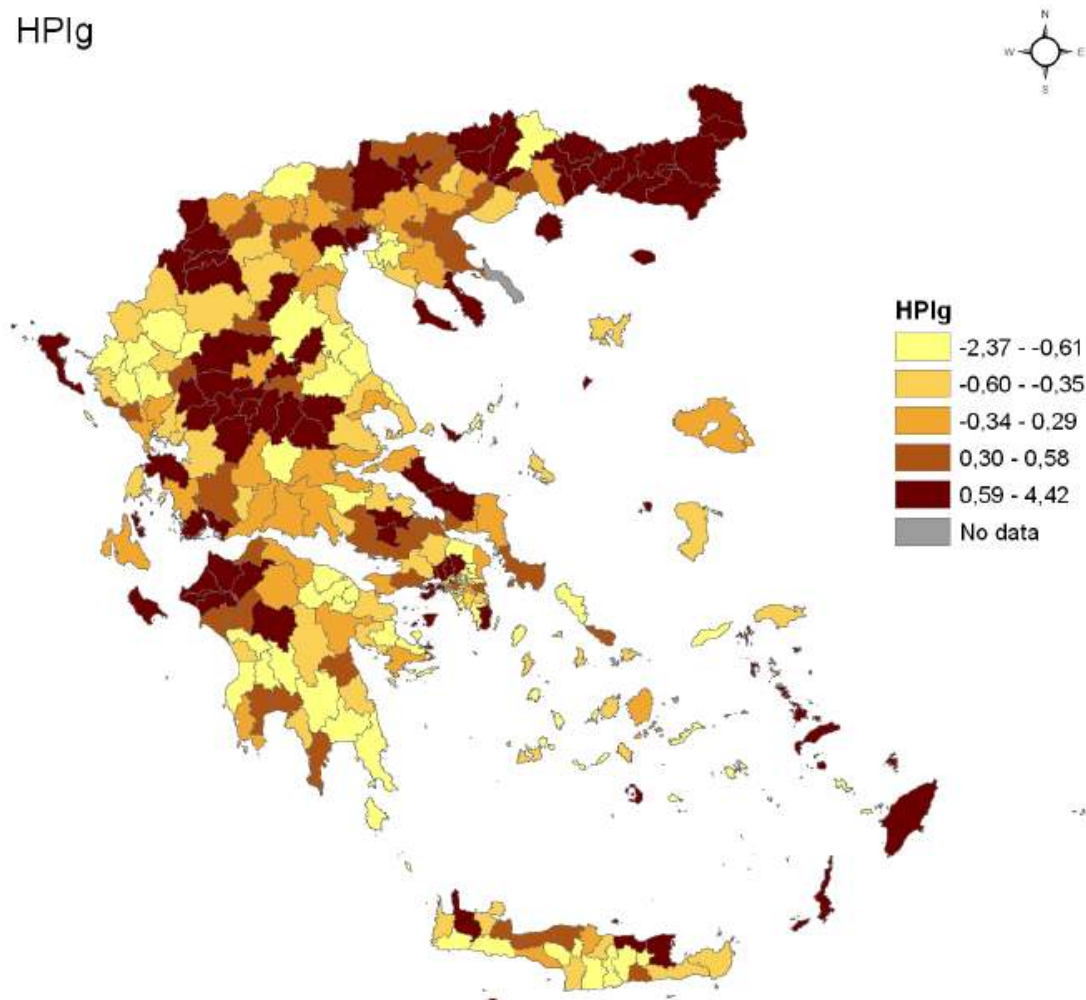 HPIg
N
W
E
S
HPIg
-2,37 - -0,61
-0,60 - -0,35
-0,34 - 0,29
0,30 - 0,58
0,59 - 4,42
No data